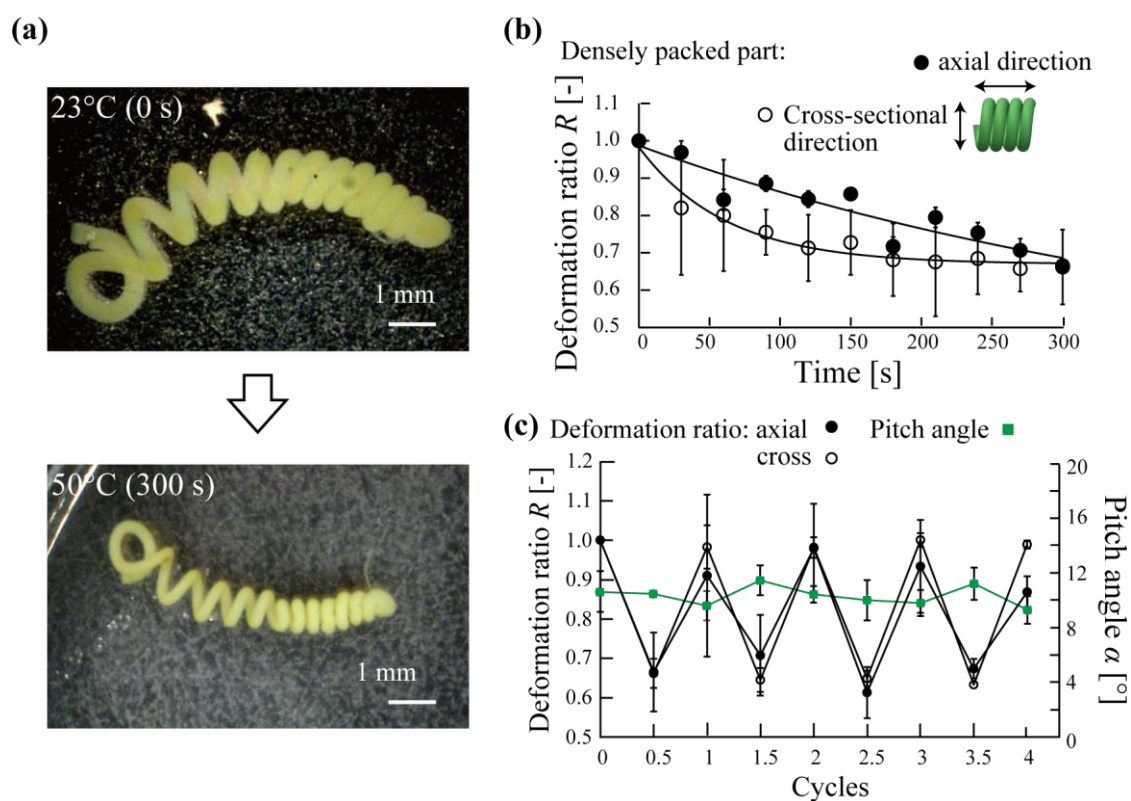 (a)
23°C (0 s)
1 mm
50°C (300 s)
1 mm
(b)
Densely packed part:
● axial direction
○ Cross-sectional
direction
Deformation ratio R [-]
1.1
1.0
0.9
0.8
0.7
0.6
0.5
0
50
100
150
200
250
300
Time [s]
(c)
Deformation ratio: axial ●
cross ○
Pitch angle ■
Deformation ratio R [-]
1.2
1.1
1.0
0.9
0.8
0.7
0.6
0.5
20
16
12
8
4
0
Pitch angle α [°]
0
0.5
1
1.5
2
2.5
3
3.5
4
Cycles